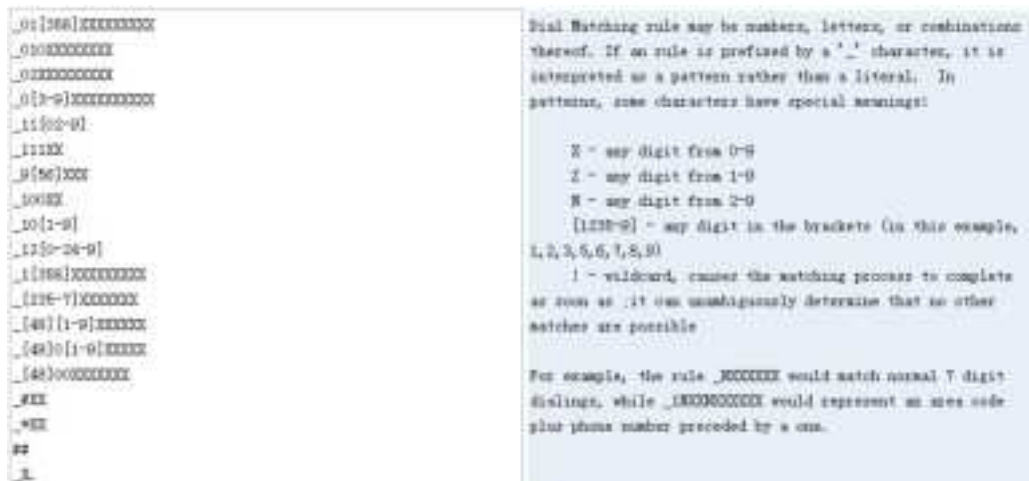 _01[358]XXXXXXXXX
_010XXXXXXXX
_02XXXXXXXXX
_0[3-9]XXXXXXXXXX
_11[02-9]
_111XX
_9[56]XXX
_100XX
_10[1-9]
_12[0-24-9]
_1[358]XXXXXXXXX
_[235-7]XXXXXXX
_[48][1-9]XXXXXX
_[48]0[1-9]XXXXX
_[48]00XXXXXXX
_#XX
_*XX
##
Dial Matching rule may be numbers, letters, or combinations
thereof. If an rule is prefixed by a '_' character, it is
interpreted as a pattern rather than a literal. In
patterns, some characters have special meanings:
X - any digit from 0-9
Z - any digit from 1-9
N - any digit from 2-9
[1235-9] - any digit in the brackets (in this example,
1,2,3,5,6,7,8,9)
! - wildcard, causes the matching process to complete
as soon as it can unambiguously determine that no other
matches are possible
For example, the rule _NXXXXXX would match normal 7 digit
dialings, while _1NXXNXXXXXX would represent an area code
plus phone number preceded by a one.